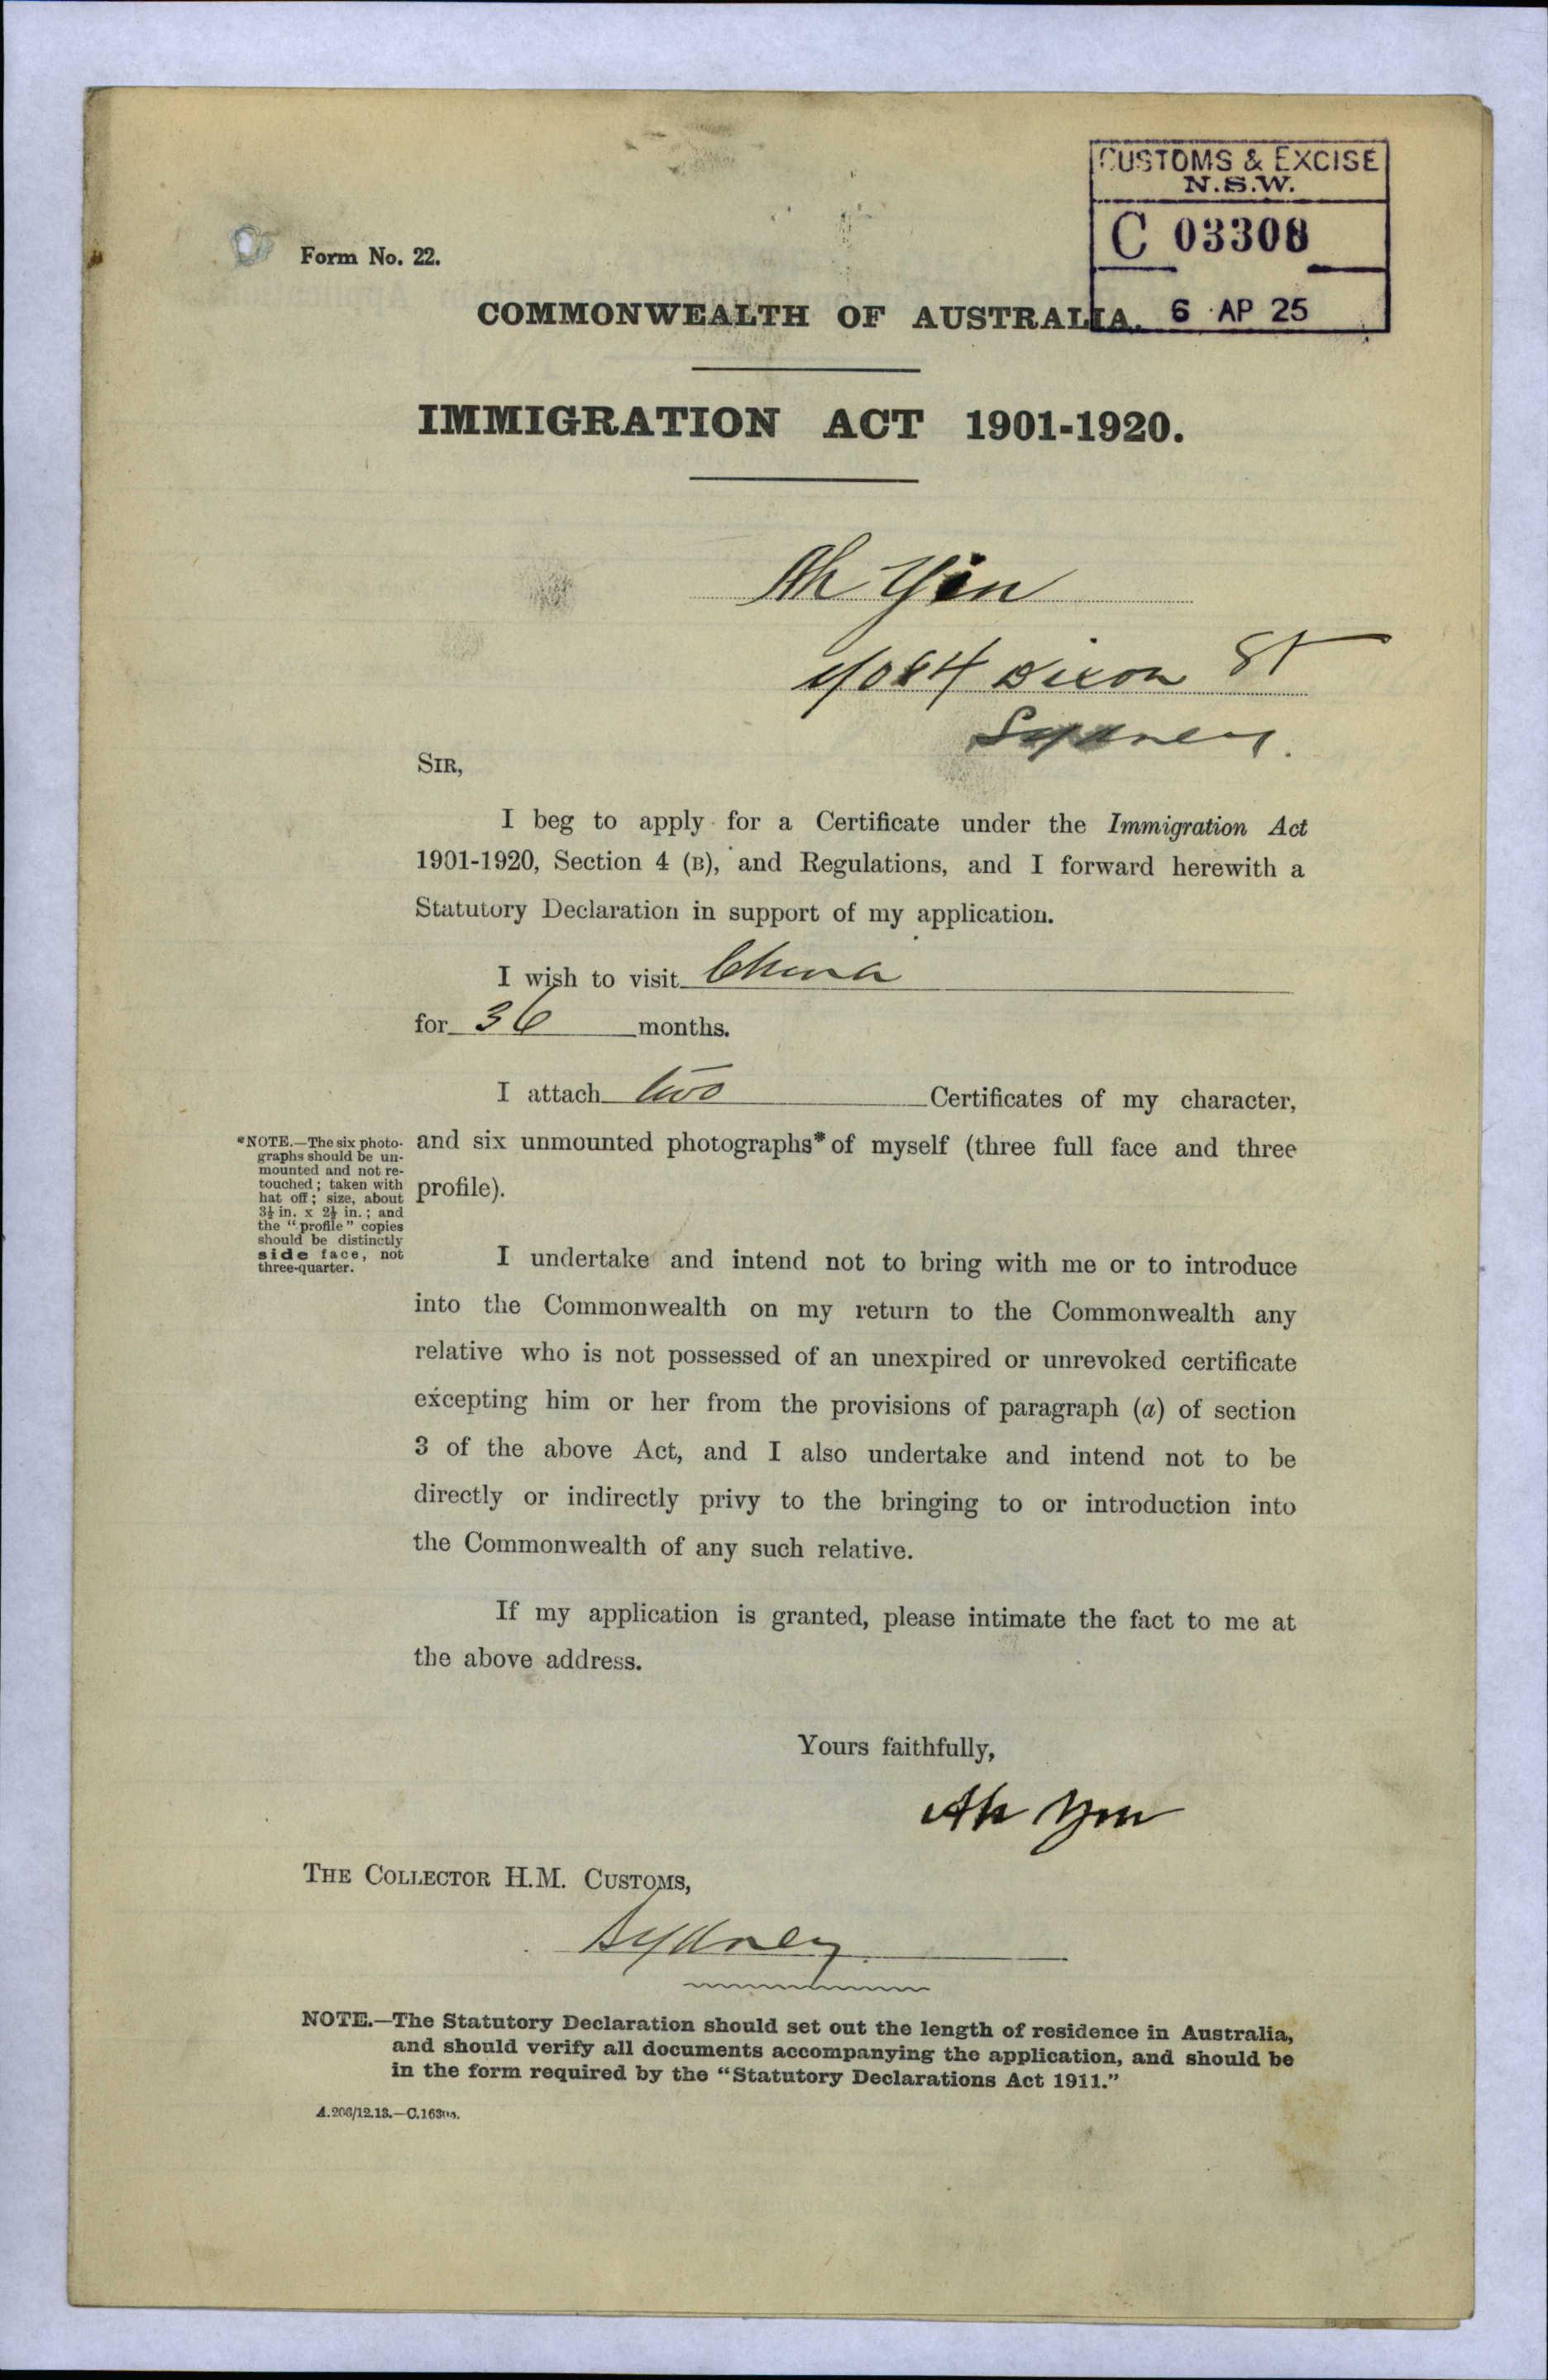 CUSTOMS & EXCISE
N.S.W.
C 03308
6 AP 25
Form No. 22.
COMMONWEALTH OF AUSTRALIA.
IMMIGRATION ACT 1901-1920.
Ah Yin
c/o 84 Dixon St
Sydney.
SIR,
I beg to apply for a Certificate under the Immigration Act
1901-1920, Section 4 (B), and Regulations, and I forward herewith a
Statutory Declaration in support of my application.
I wish to visit China
for 36 months.
I attach two Certificates of my character,
and six unmounted photographs* of myself (three full face and three
profile).
*NOTE.—The six photo-
graphs should be un-
mounted and not re-
touched; taken with
hat off; size, about
3½ in. x 2½ in.; and
the "profile" copies
should be distinctly
side face, not
three-quarter.
I undertake and intend not to bring with me or to introduce
into the Commonwealth on my return to the Commonwealth any
relative who is not possessed of an unexpired or unrevoked certificate
excepting him or her from the provisions of paragraph (a) of section
3 of the above Act, and I also undertake and intend not to be
directly or indirectly privy to the bringing to or introduction into
the Commonwealth of any such relative.
If my application is granted, please intimate the fact to me at
the above address.
Yours faithfully,
Ah Yin
THE COLLECTOR H.M. CUSTOMS,
Sydney.
NOTE.—The Statutory Declaration should set out the length of residence in Australia,
and should verify all documents accompanying the application, and should be
in the form required by the "Statutory Declarations Act 1911."
A.206/12.13.—